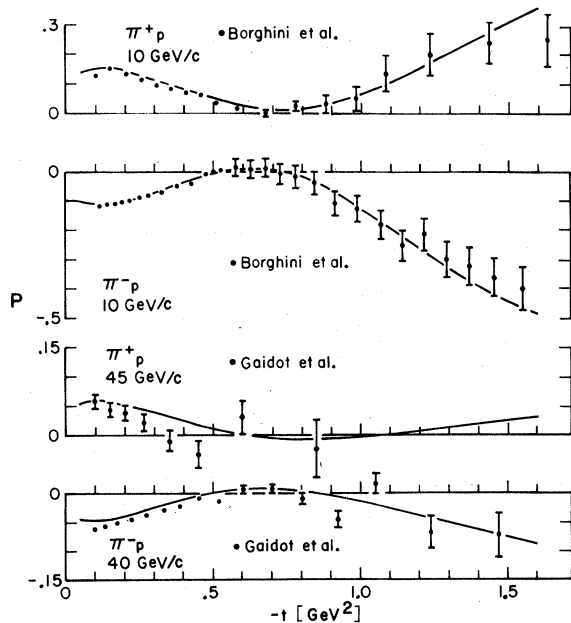 .3
π+p
10 GeV/c
•Borghini et al.
0
0
•Borghini et al.
π-p
10 GeV/c
P
-.5
.15
π+p
45 GeV/c
•Gaidot et al.
0
0
π-p
40 GeV/c
•Gaidot et al.
-.15
0 .5 1.0 1.5
-t [GeV²]